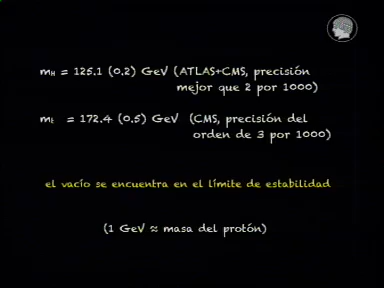 mH = 125.1 (0.2) GeV (ATLAS+CMS, precisión
mejor que 2 por 1000)
mt = 172.4 (0.5) GeV (CMS, precisión del
orden de 3 por 1000)
el vacío se encuentra en el límite de estabilidad
(1 GeV ≈ masa del protón)